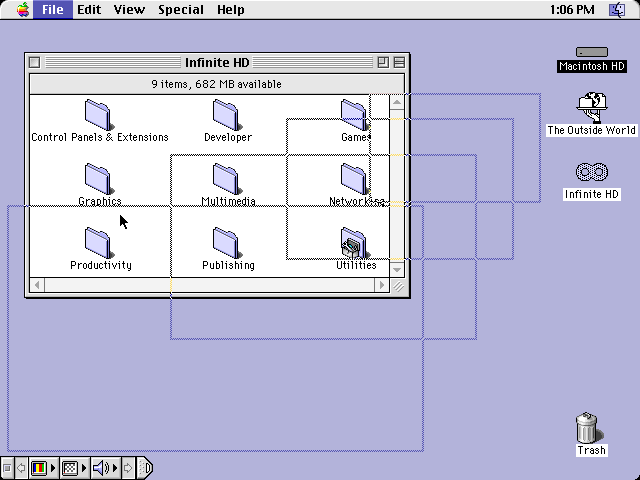 File Edit View Special Help 1:06 PM
Infinite HD
9 items, 682 MB available
Control Panels & Extensions Developer Games
Graphics Multimedia Networking
Productivity Publishing Utilities
Macintosh HD
The Outside World
Infinite HD
Trash